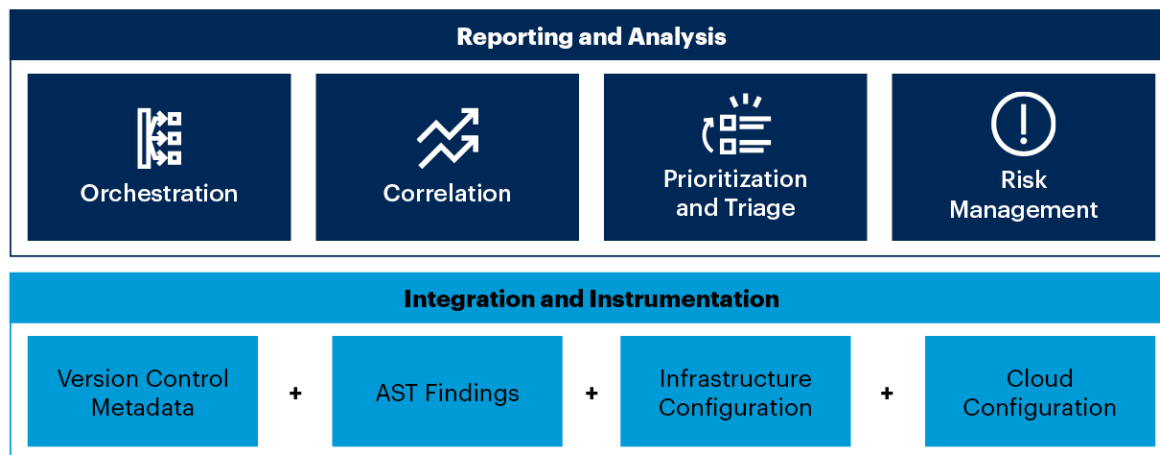 Reporting and Analysis
Orchestration
Correlation
Prioritization
and Triage
Risk
Management
Integration and Instrumentation
Version Control
Metadata
+
AST Findings
+
Infrastructure
Configuration
+
Cloud
Configuration